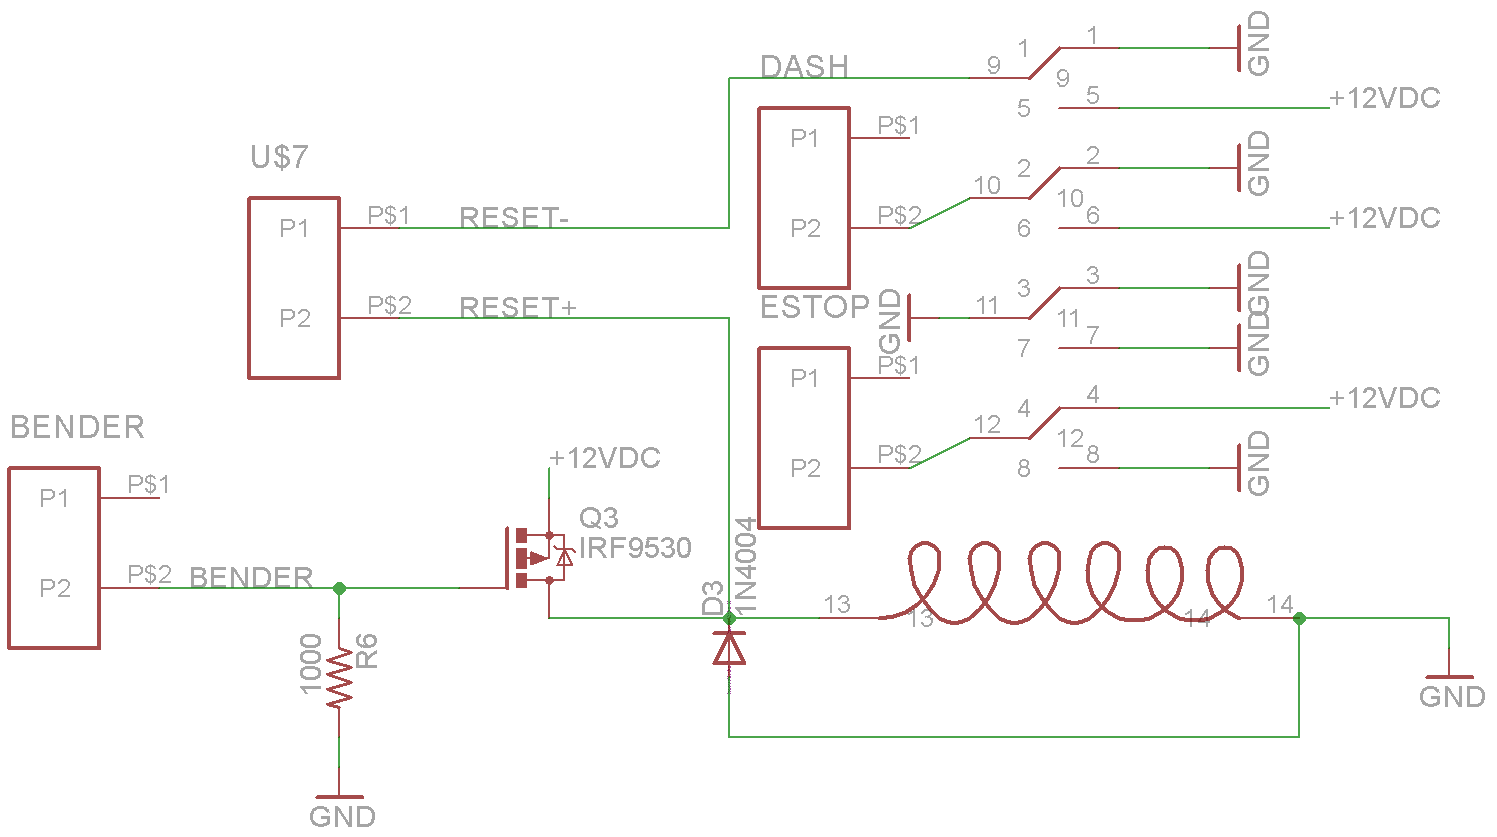 DASH
9
1
1
9
5
5
GND
+12VDC
U$7
P1
P$1
P2
P$2
RESET-
RESET+
P1
P$1
P2
P$2
10
2
2
10
6
6
GND
+12VDC
ESTOP
GND
11
3
3
11
7
7
GND
GND
P1
P$1
P2
P$2
12
4
4
12
8
8
+12VDC
GND
BENDER
P1
P$1
P2
P$2
BENDER
+12VDC
Q3
IRF9530
D3
1N4004
13
13
14
14
GND
1000
R6
GND